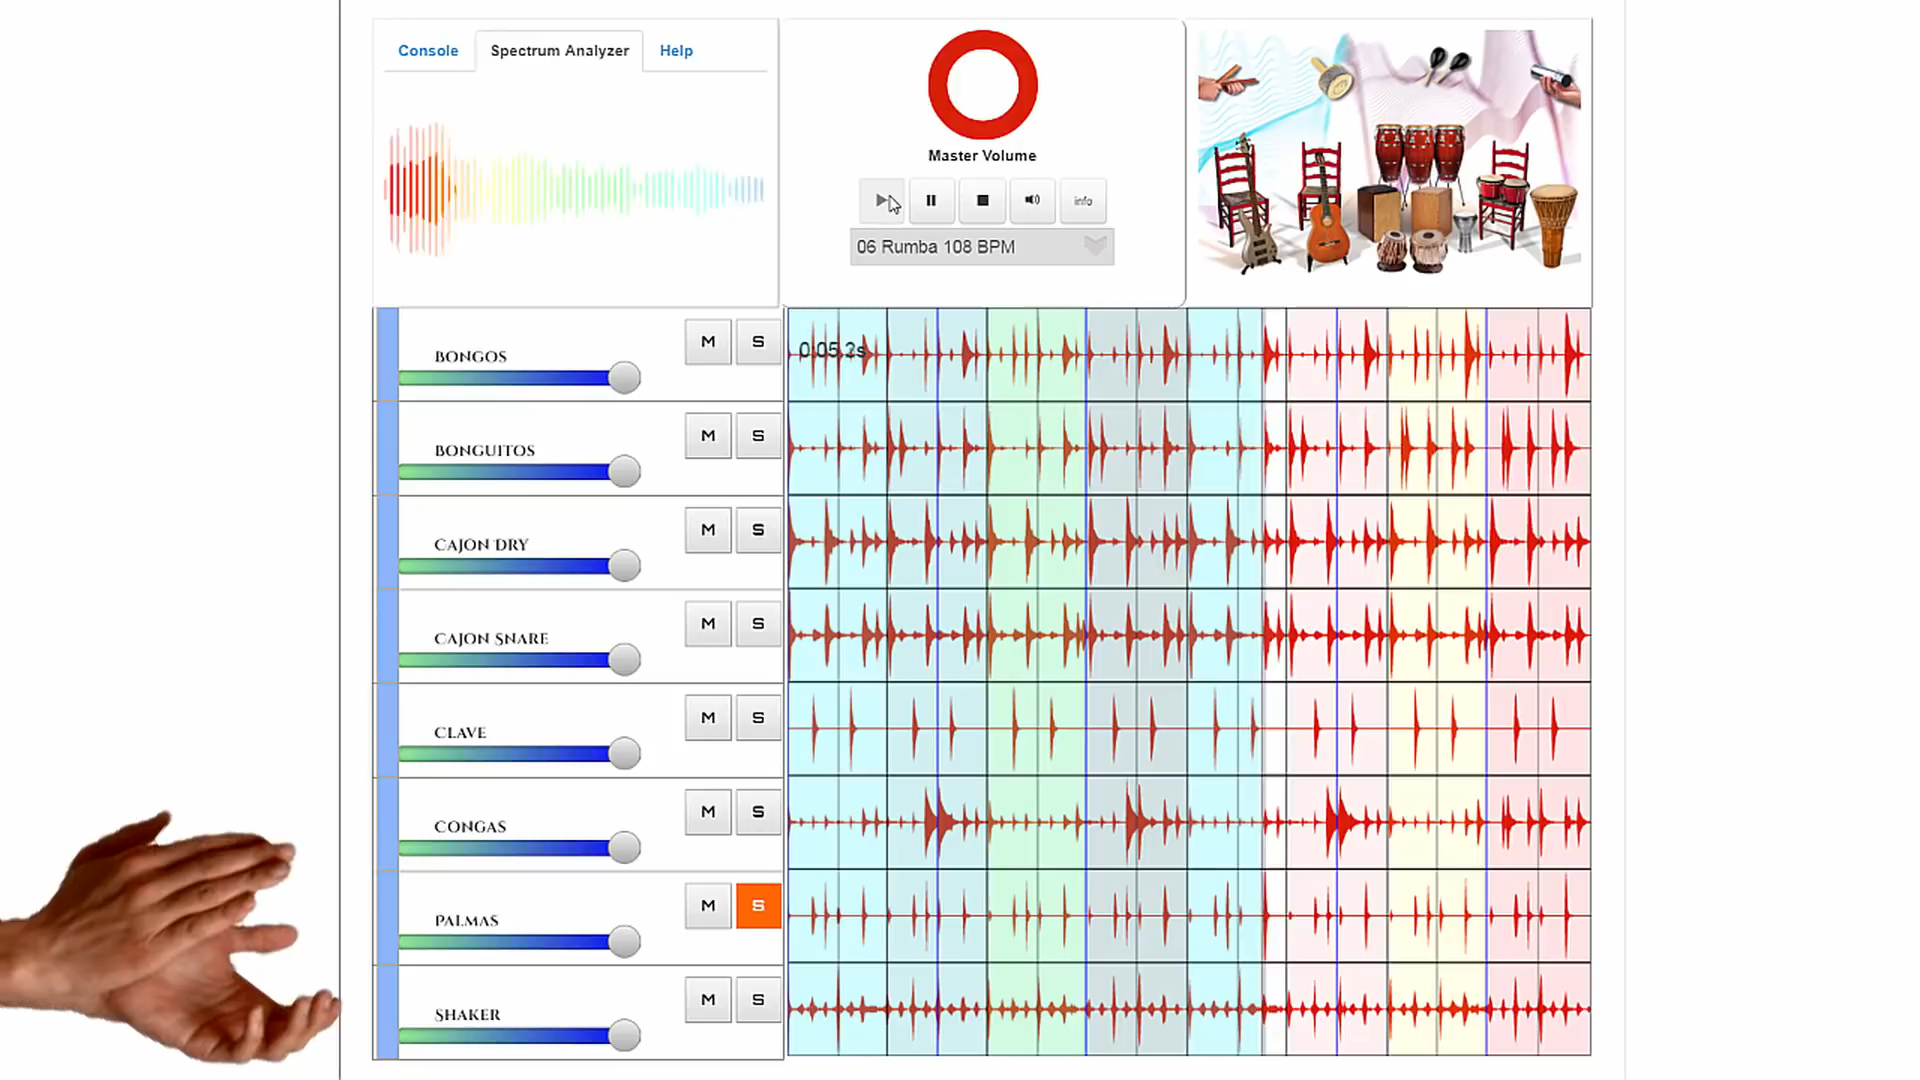 Console Spectrum Analyzer Help
Master Volume
info
06 Rumba 108 BPM
0:05.2s
BONGOS M S
BONGUITOS M S
CAJON DRY M S
CAJON SNARE M S
CLAVE M S
CONGAS M S
PALMAS M S
SHAKER M S